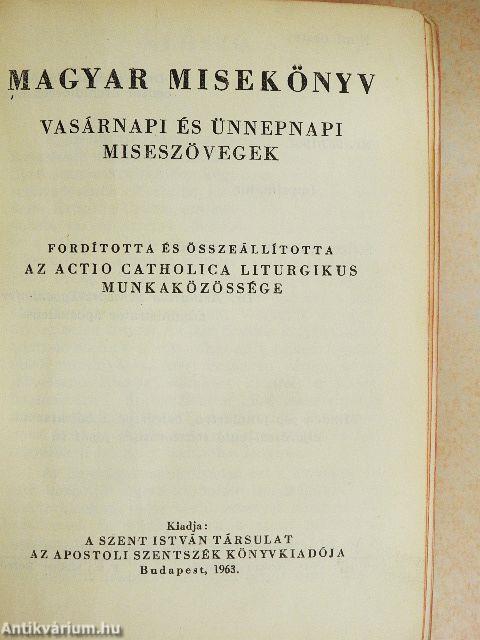 MAGYAR MISEKÖNYV
VASÁRNAPI ÉS ÜNNEPNAPI
MISESZÖVEGEK
FORDÍTOTTA ÉS ÖSSZEÁLLÍTOTTA
AZ ACTIO CATHOLICA LITURGIKUS
MUNKAKÖZÖSSÉGE
Kiadja:
A SZENT ISTVÁN TÁRSULAT
AZ APOSTOLI SZENTSZÉK KÖNYVKIADÓJA
Budapest, 1963.
Antikvárium.hu